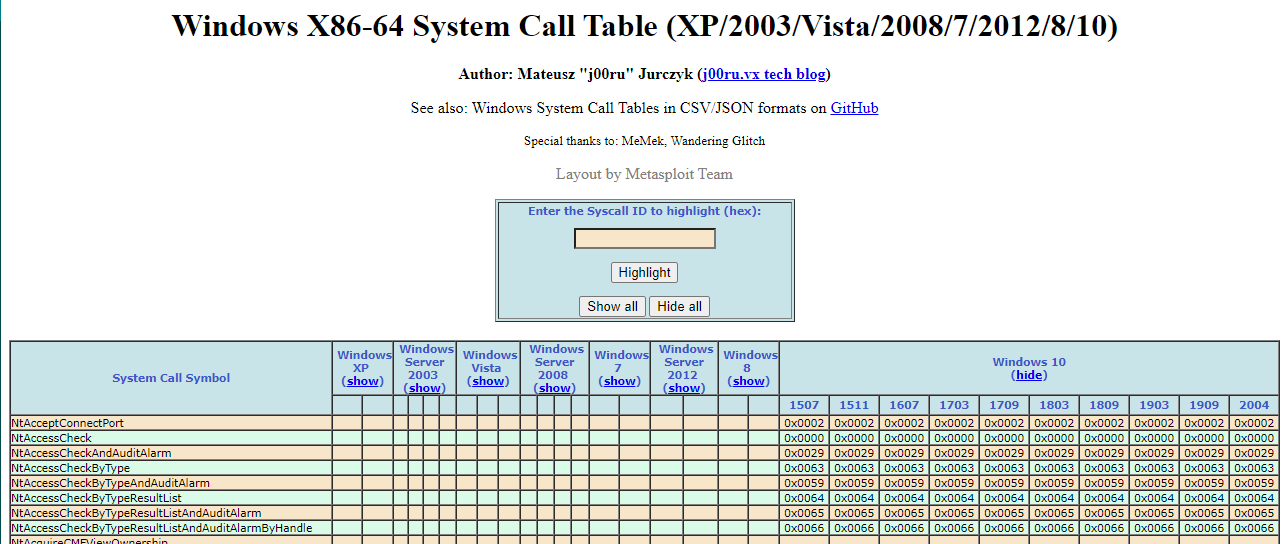 Windows X86-64 System Call Table (XP/2003/Vista/2008/7/2012/8/10)
Author: Mateusz "j00ru" Jurczyk (j00ru.vx tech blog)
See also: Windows System Call Tables in CSV/JSON formats on GitHub
Special thanks to: MeMek, Wandering Glitch
Layout by Metasploit Team
Enter the Syscall ID to highlight (hex):
Highlight
Show all Hide all
System Call Symbol
Windows XP (show)
Windows Server 2003 (show)
Windows Vista (show)
Windows Server 2008 (show)
Windows 7 (show)
Windows Server 2012 (show)
Windows 8 (show)
Windows 10 (hide)
1507 1511 1607 1703 1709 1803 1809 1903 1909 2004
NtAcceptConnectPort 0x0002 0x0002 0x0002 0x0002 0x0002 0x0002 0x0002 0x0002 0x0002 0x0002
NtAccessCheck 0x0000 0x0000 0x0000 0x0000 0x0000 0x0000 0x0000 0x0000 0x0000 0x0000
NtAccessCheckAndAuditAlarm 0x0029 0x0029 0x0029 0x0029 0x0029 0x0029 0x0029 0x0029 0x0029 0x0029
NtAccessCheckByType 0x0063 0x0063 0x0063 0x0063 0x0063 0x0063 0x0063 0x0063 0x0063 0x0063
NtAccessCheckByTypeAndAuditAlarm 0x0059 0x0059 0x0059 0x0059 0x0059 0x0059 0x0059 0x0059 0x0059 0x0059
NtAccessCheckByTypeResultList 0x0064 0x0064 0x0064 0x0064 0x0064 0x0064 0x0064 0x0064 0x0064 0x0064
NtAccessCheckByTypeResultListAndAuditAlarm 0x0065 0x0065 0x0065 0x0065 0x0065 0x0065 0x0065 0x0065 0x0065 0x0065
NtAccessCheckByTypeResultListAndAuditAlarmByHandle 0x0066 0x0066 0x0066 0x0066 0x0066 0x0066 0x0066 0x0066 0x0066 0x0066